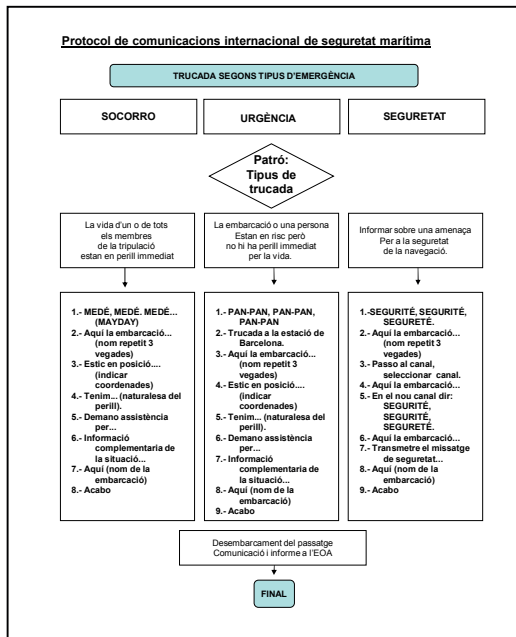 Protocol de comunicacions internacional de seguretat marítima
TRUCADA SEGONS TIPUS D'EMERGÈNCIA
SOCORRO
URGÈNCIA
SEGURETAT
Patró:
Tipus de
trucada
La vida d'un o de tots
els membres
de la tripulació
estan en perill immediat
La embarcació o una persona
Estan en risc però
no hi ha perill immediat
per la vida.
Informar sobre una amenaça
Per a la seguretat
de la navegació.
1.- MEDÉ, MEDÉ. MEDÉ...
(MAYDAY)
2.- Aquí la embarcació...
(nom repetit 3
vegades)
3.- Estic en posició....
(indicar
coordenades)
4.- Tenim... (naturalesa del
perill).
5.- Demano assistència
per...
6.- Informació
complementaria de
la situació...
7.- Aquí (nom de la
embarcació)
8.- Acabo
1.- PAN-PAN, PAN-PAN,
PAN-PAN
2.- Trucada a la estació de
Barcelona.
3.- Aquí la embarcació...
(nom repetit 3
vegades)
4.- Estic en posició....
(indicar
coordenades)
5.- Tenim... (naturalesa del
perill).
6.- Demano assistència
per...
7.- Informació
complementaria de
la situació...
8.- Aquí (nom de la
embarcació)
9.- Acabo
1.-SEGURITÉ, SEGURITÉ,
SEGURETÉ.
2.- Aquí la embarcació...
(nom repetit 3
vegades)
3.- Passo al canal,
seleccionar canal.
4.- Aquí la embarcació...
5.- En el nou canal dir:
SEGURITÉ,
SEGURITÉ,
SEGURETÉ.
6.- Aquí la embarcació...
7.- Transmetre el missatge
de seguretat...
8.- Aquí (nom de la
embarcació)
9.- Acabo
Desembarcament del passatge
Comunicació i informe a l'EOA
FINAL